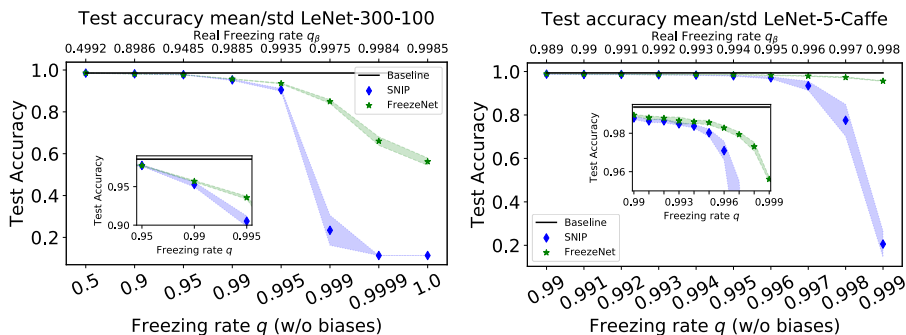 Test accuracy mean/std LeNet-300-100
Real Freezing rate qβ
0.4992 0.8986 0.9485 0.9885 0.9935 0.9975 0.9984 0.9985
1.0
0.8
0.6
0.4
0.2
Test Accuracy
Baseline
SNIP
FreezeNet
Test Accuracy
0.95
0.90
0.95 0.99 0.995
Freezing rate q
0.5 0.9 0.95 0.99 0.995 0.999 0.9999 1.0
Freezing rate q (w/o biases)
Test accuracy mean/std LeNet-5-Caffe
Real Freezing rate qβ
0.989 0.99 0.991 0.992 0.993 0.994 0.995 0.996 0.997 0.998
1.0
0.8
0.6
0.4
0.2
Test Accuracy
Test Accuracy
0.98
0.96
0.99 0.993 0.996 0.999
Freezing rate q
Baseline
SNIP
FreezeNet
0.99 0.991 0.992 0.993 0.994 0.995 0.996 0.997 0.998 0.999
Freezing rate q (w/o biases)